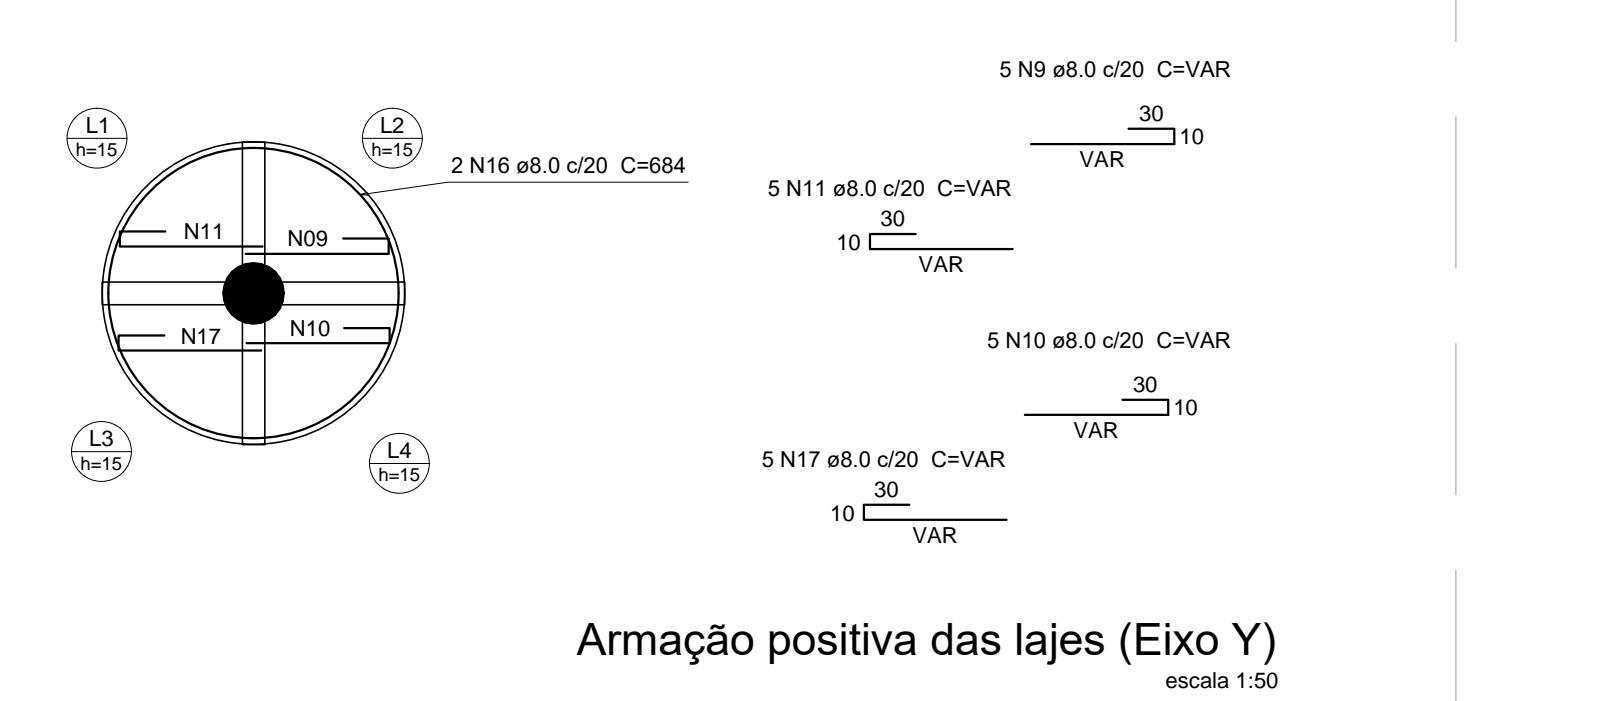 L1
h=15
L2
h=15
2 N16 ø8.0 c/20  C=684
N11
N09
N17
N10
L3
h=15
L4
h=15
5 N9 ø8.0 c/20  C=VAR
30
10
VAR
5 N11 ø8.0 c/20  C=VAR
30
10
VAR
5 N10 ø8.0 c/20  C=VAR
30
10
VAR
5 N17 ø8.0 c/20  C=VAR
30
10
VAR
Armação positiva das lajes (Eixo Y)
escala 1:50